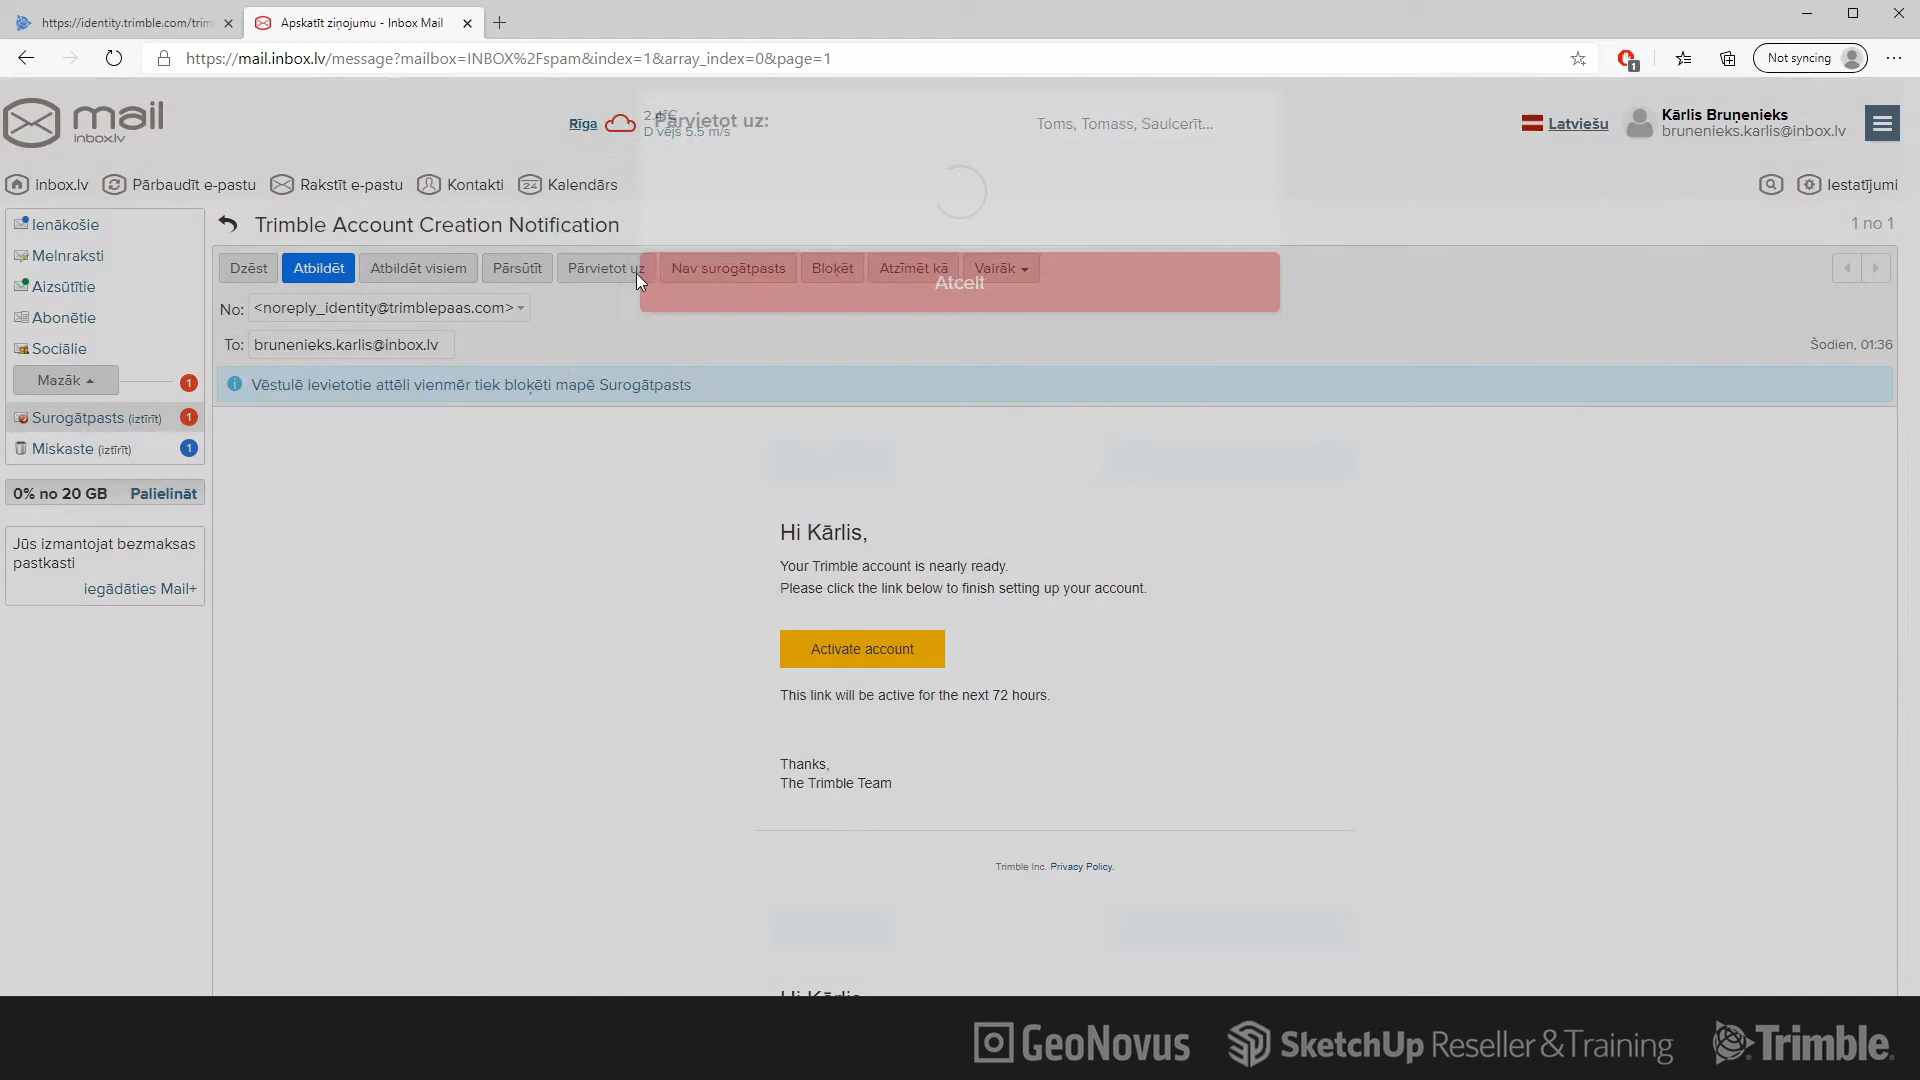 https://identity.trimble.com/trim
Apskatīt ziņojumu - Inbox Mail
https://mail.inbox.lv/message?mailbox=INBOX%2Fspam&index=1&array_index=0&page=1
1
Not syncing
mail
inbox.lv
Rīga
D vējs 5.5 m/s
Pārvietot uz:
Toms, Tomass, Saulcerīt...
Latviešu
Kārlis Bruņenieks
brunenieks.karlis@inbox.lv
inbox.lv
Pārbaudīt e-pastu
Rakstīt e-pastu
Kontakti
24
Kalendārs
Iestatījumi
Ienākošie
Melnraksti
Aizsūtītie
Abonētie
Sociālie
Mazāk
1
Surogātpasts (iztīrīt)
1
Miskaste (iztīrīt)
1
0% no 20 GB Palielināt
Jūs izmantojat bezmaksas
pastkasti
iegādāties Mail+
Trimble Account Creation Notification
1 no 1
Dzēst
Atbildēt
Atbildēt visiem
Pārsūtīt
Pārvietot uz
Nav surogātpasts
Bloķēt
Atzīmēt kā
Vairāk
Atcelt
No: <noreply_identity@trimblepaas.com>
To: brunenieks.karlis@inbox.lv
Šodien, 01:36
Vēstulē ievietotie attēli vienmēr tiek bloķēti mapē Surogātpasts
Hi Kārlis,
Your Trimble account is nearly ready.
Please click the link below to finish setting up your account.
Activate account
This link will be active for the next 72 hours.
Thanks,
The Trimble Team
Trimble Inc. Privacy Policy.
Hi Kārlis
GeoNovus
SketchUp Reseller & Training
Trimble.